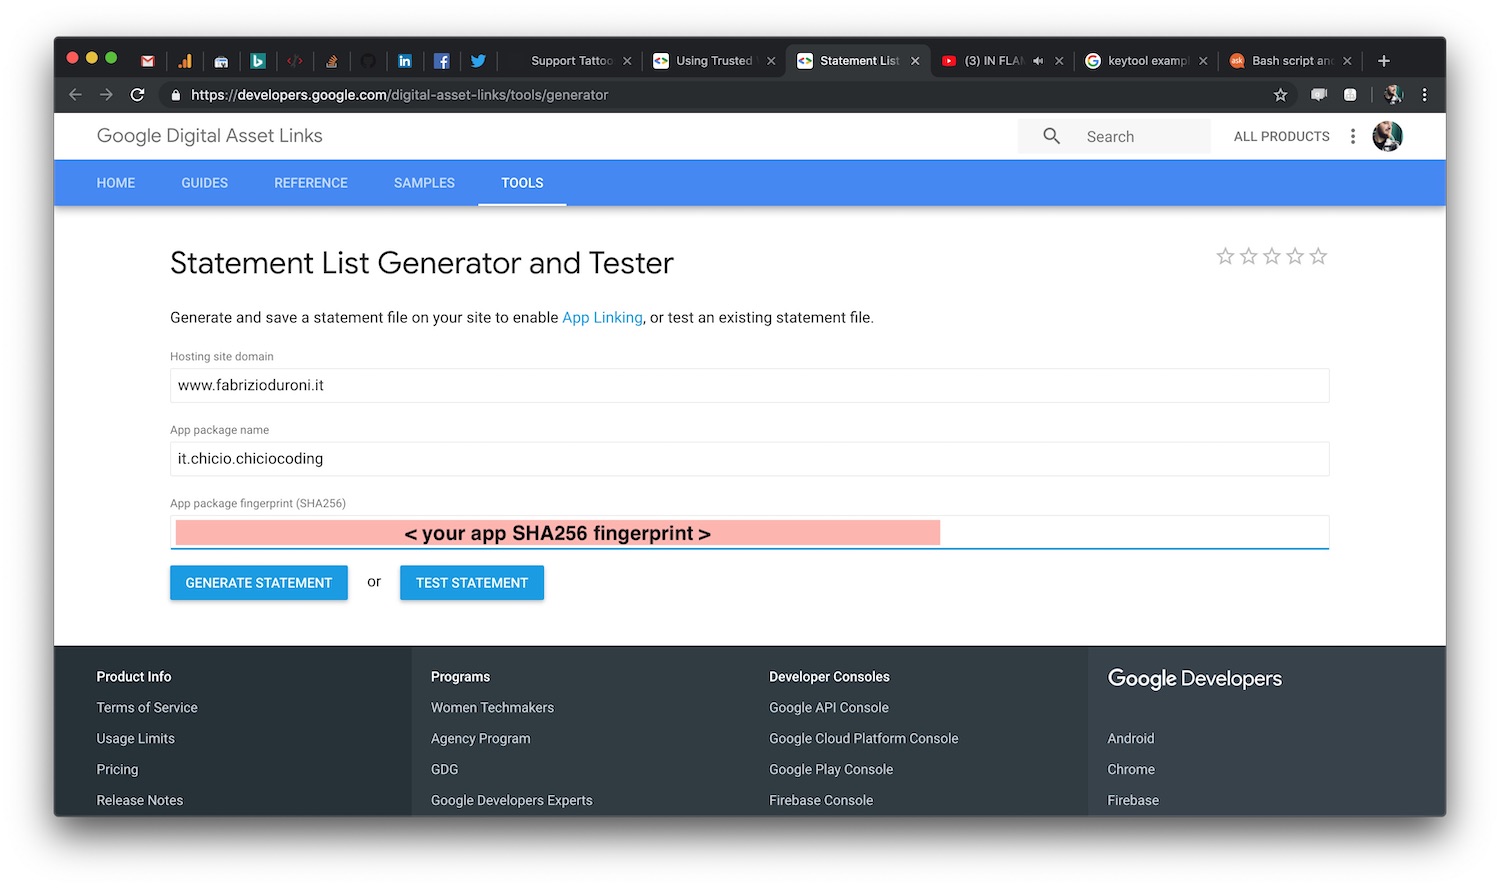 Support Tattoo
Using Trusted
Statement List
(3) IN FLAM
keytool exampl
ask
Bash script and
https://developers.google.com/digital-asset-links/tools/generator
Google Digital Asset Links
Search
ALL PRODUCTS
HOME
GUIDES
REFERENCE
SAMPLES
TOOLS
Statement List Generator and Tester
Generate and save a statement file on your site to enable App Linking, or test an existing statement file.
Hosting site domain
www.fabrizioduroni.it
App package name
it.chicio.chiciocoding
App package fingerprint (SHA256)
< your app SHA256 fingerprint >
GENERATE STATEMENT
or
TEST STATEMENT
Product Info
Terms of Service
Usage Limits
Pricing
Release Notes
Programs
Women Techmakers
Agency Program
GDG
Google Developers Experts
Developer Consoles
Google API Console
Google Cloud Platform Console
Google Play Console
Firebase Console
Google Developers
Android
Chrome
Firebase